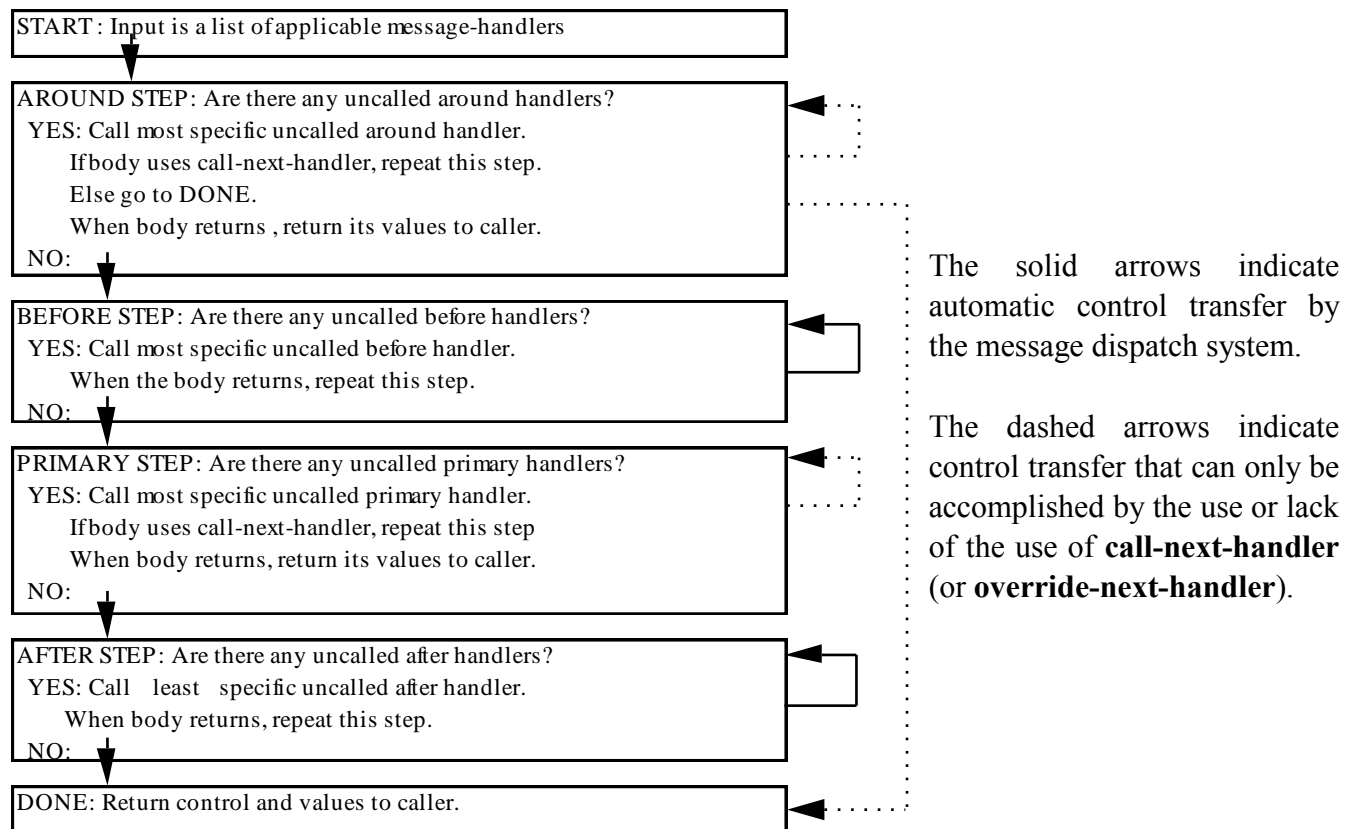 START : Input is a list of applicable message-handlers
AROUND STEP: Are there any uncalled around handlers?
YES: Call most specific uncalled around handler.
If body uses call-next-handler, repeat this step.
Else go to DONE.
When body returns , return its values to caller.
NO:
BEFORE STEP: Are there any uncalled before handlers?
YES: Call most specific uncalled before handler.
When the body returns, repeat this step.
NO:
PRIMARY STEP: Are there any uncalled primary handlers?
YES: Call most specific uncalled primary handler.
If body uses call-next-handler, repeat this step
When body returns, return its values to caller.
NO:
AFTER STEP: Are there any uncalled after handlers?
YES: Call least specific uncalled after handler.
When body returns, repeat this step.
NO:
DONE: Return control and values to caller.
The solid arrows indicate
automatic control transfer by
the message dispatch system.
The dashed arrows indicate
control transfer that can only be
accomplished by the use or lack
of the use of call-next-handler
(or override-next-handler).